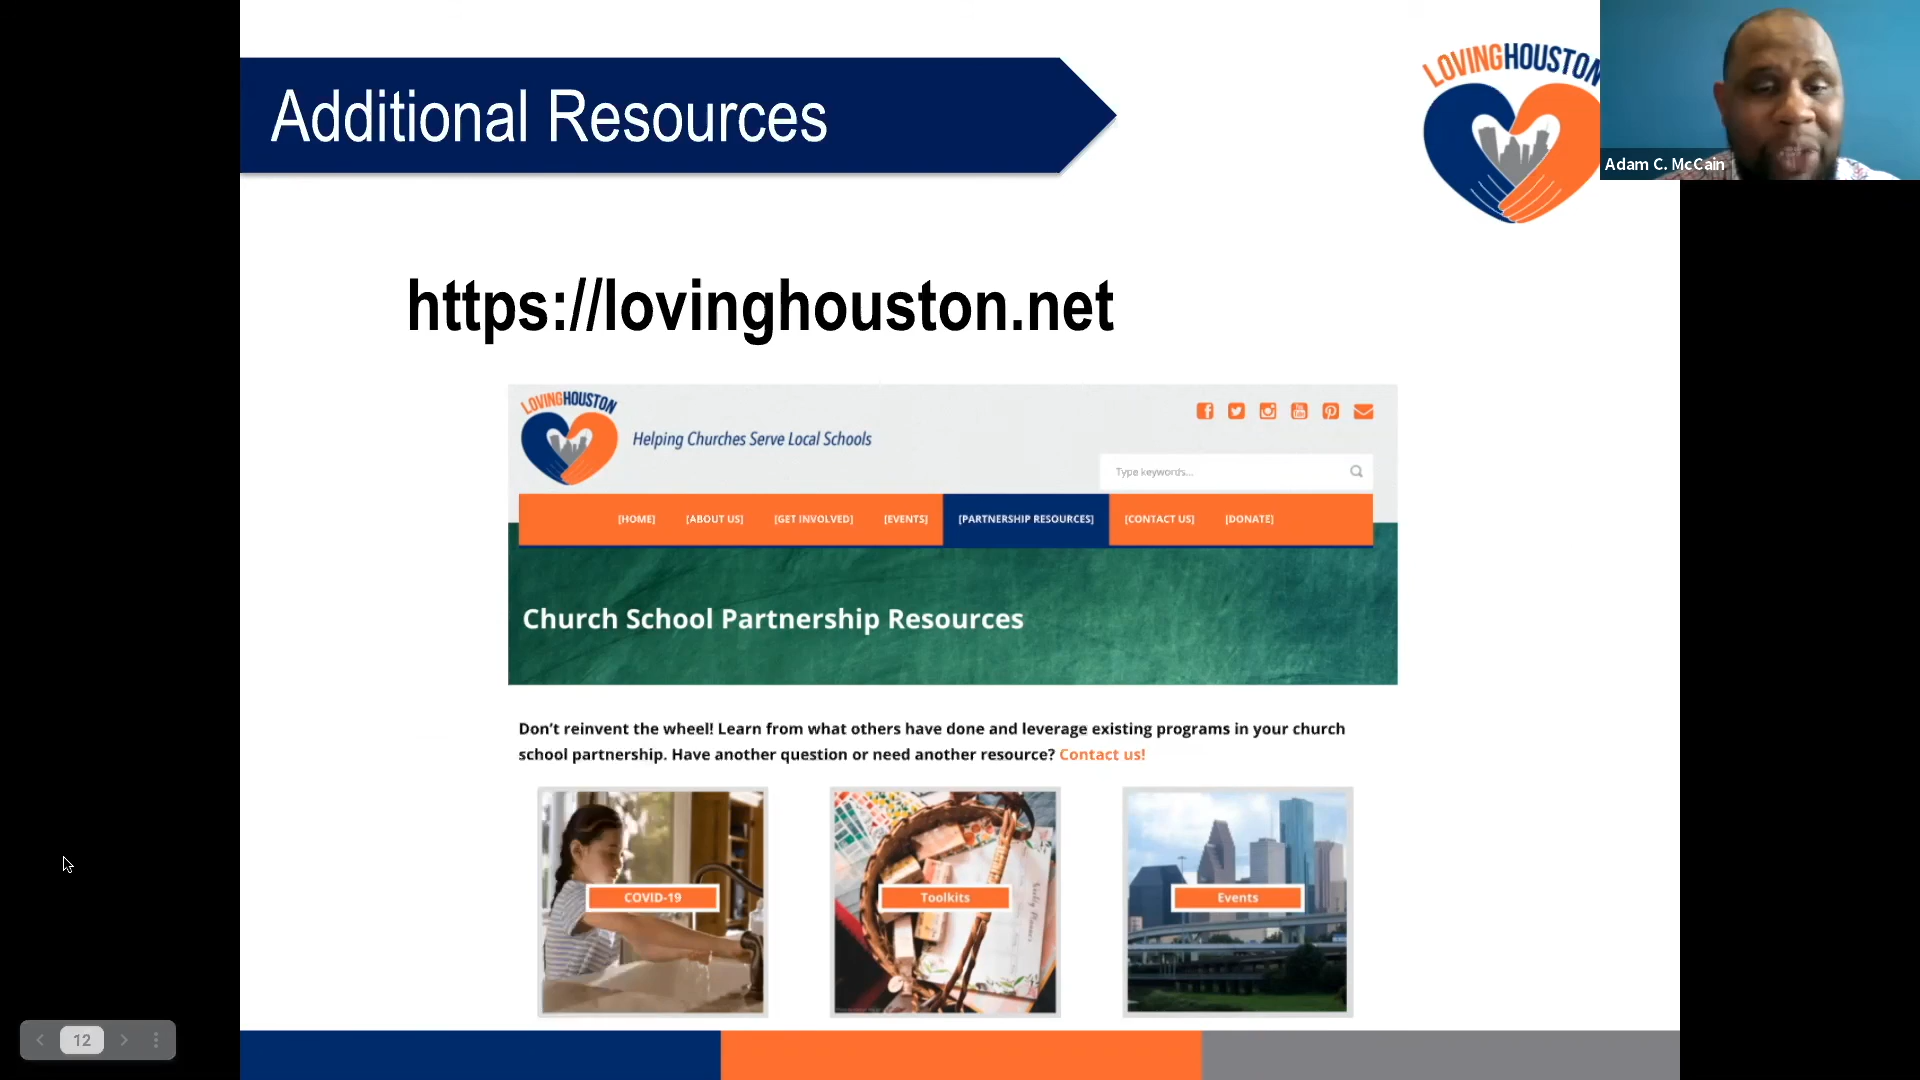 Additional Resources
LOVINGHOUSTON
Adam C. McCain
https://lovinghouston.net
LOVINGHOUSTON
Helping Churches Serve Local Schools
Type keywords...
[HOME] [ABOUT US] [GET INVOLVED] [EVENTS] [PARTNERSHIP RESOURCES] [CONTACT US] [DONATE]
Church School Partnership Resources
Don't reinvent the wheel! Learn from what others have done and leverage existing programs in your church
school partnership. Have another question or need another resource? Contact us!
COVID-19 Toolkits Events
12